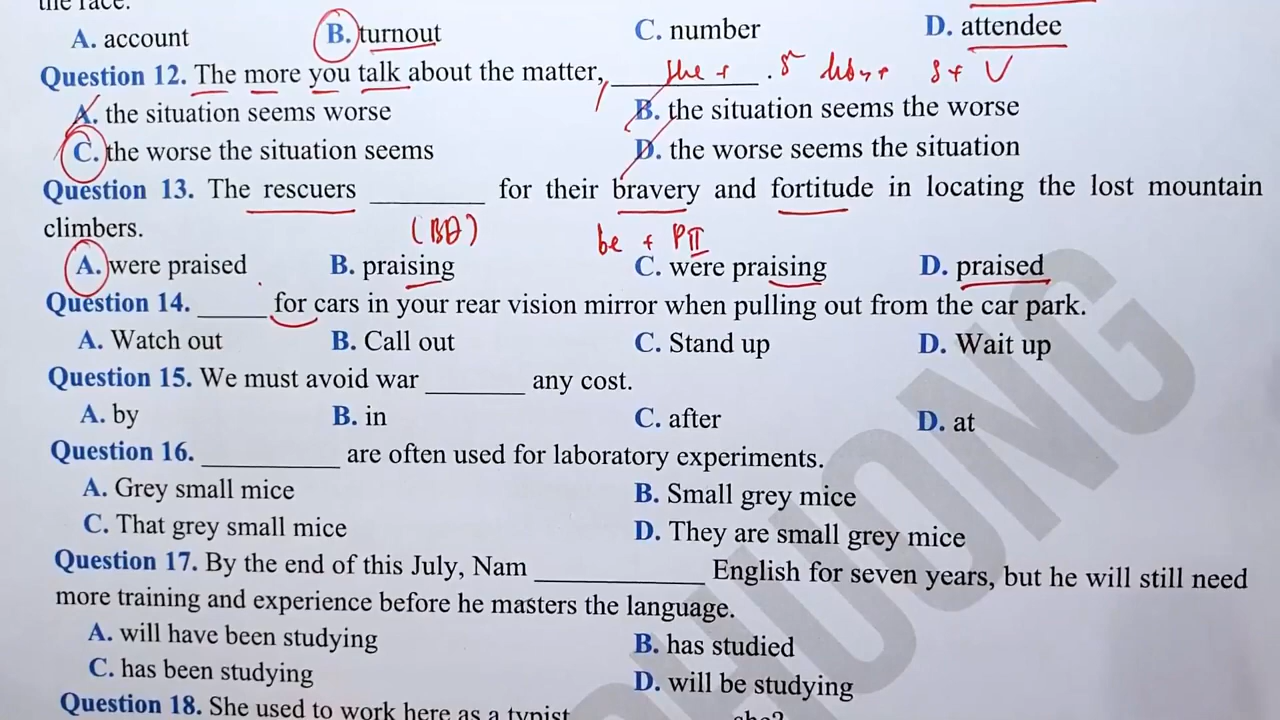 the race.
A. account B. turnout C. number D. attendee
Question 12. The more you talk about the matter, __________ .
the + S + V
A. the situation seems worse B. the situation seems the worse
C. the worse the situation seems D. the worse seems the situation
Question 13. The rescuers ________ for their bravery and fortitude in locating the lost mountain
climbers.
(BĐ) be + PII
A. were praised B. praising C. were praising D. praised
Question 14. _____ for cars in your rear vision mirror when pulling out from the car park.
A. Watch out B. Call out C. Stand up D. Wait up
Question 15. We must avoid war _______ any cost.
A. by B. in C. after D. at
Question 16. __________ are often used for laboratory experiments.
A. Grey small mice B. Small grey mice
C. That grey small mice D. They are small grey mice
Question 17. By the end of this July, Nam ____________ English for seven years, but he will still need
more training and experience before he masters the language.
A. will have been studying B. has studied
C. has been studying D. will be studying
Question 18. She used to work here as a typist, she?
HUONG